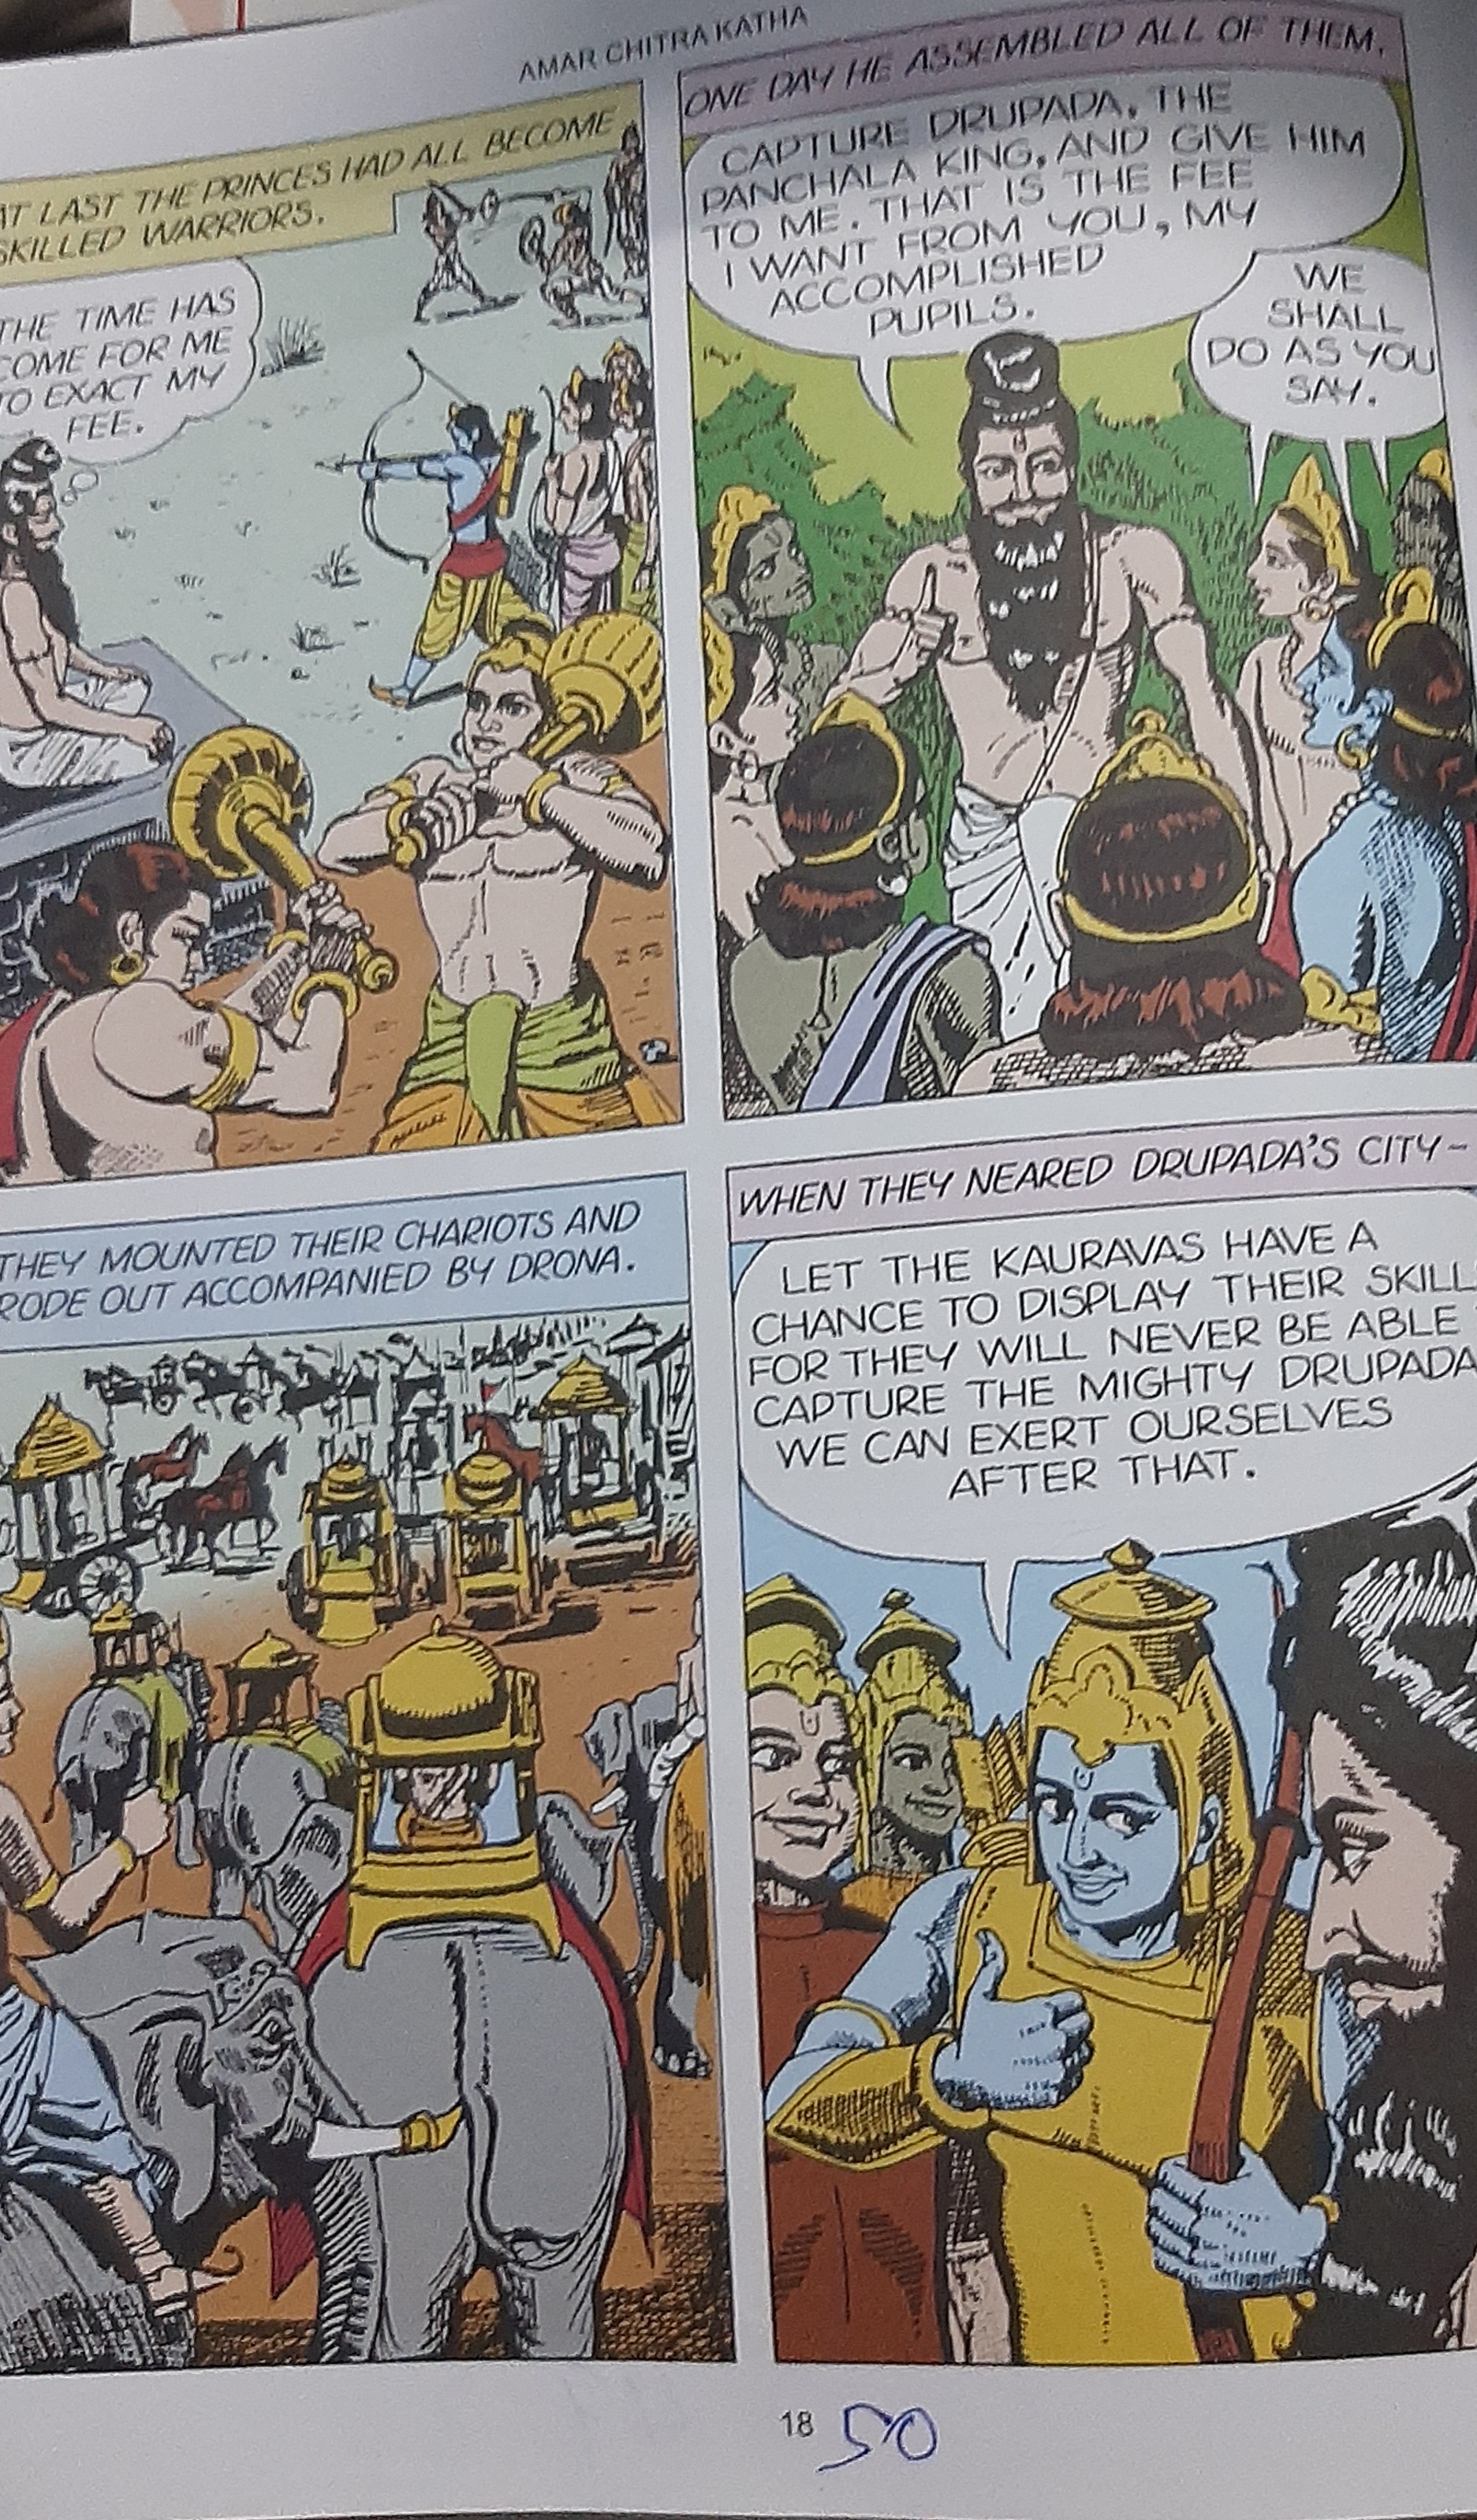 AMAR CHITRA KATHA
AT LAST THE PRINCES HAD ALL BECOME
SKILLED WARRIORS.
THE TIME HAS
COME FOR ME
TO EXACT MY
FEE.
ONE DAY HE ASSEMBLED ALL OF THEM.
CAPTURE DRUPADA, THE
PANCHALA KING, AND GIVE HIM
TO ME. THAT IS THE FEE
I WANT FROM YOU, MY
ACCOMPLISHED
PUPILS.
WE
SHALL
DO AS YOU
SAY.
THEY MOUNTED THEIR CHARIOTS AND
RODE OUT ACCOMPANIED BY DRONA.
WHEN THEY NEARED DRUPADA'S CITY—
LET THE KAURAVAS HAVE A
CHANCE TO DISPLAY THEIR SKILL
FOR THEY WILL NEVER BE ABLE
CAPTURE THE MIGHTY DRUPADA
WE CAN EXERT OURSELVES
AFTER THAT.
18 50